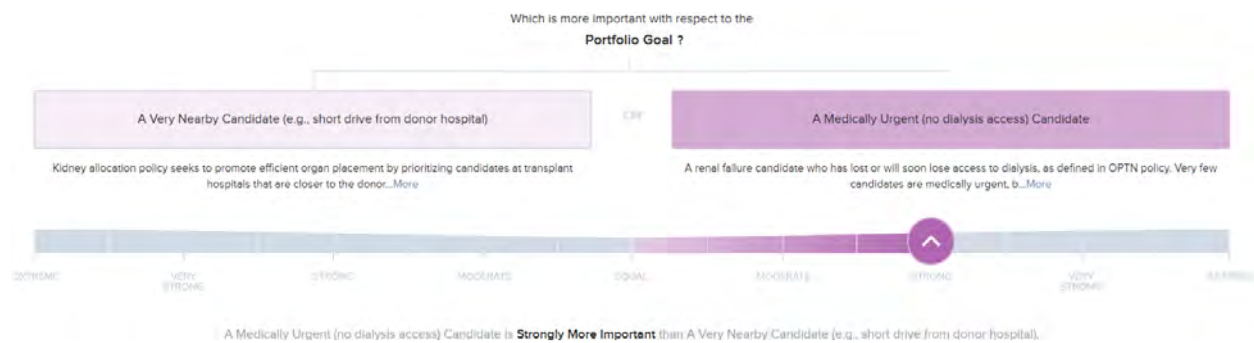 Which is more important with respect to the
Portfolio Goal ?
A Very Nearby Candidate (e.g., short drive from donor hospital)
OR
A Medically Urgent (no dialysis access) Candidate
Kidney allocation policy seeks to promote efficient organ placement by prioritizing candidates at transplant
hospitals that are closer to the donor...More
A renal failure candidate who has lost or will soon lose access to dialysis, as defined in OPTN policy. Very few
candidates are medically urgent, b...More
EXTREME
VERY
STRONG
STRONG
MODERATE
EQUAL
MODERATE
STRONG
VERY
STRONG
EXTREME
A Medically Urgent (no dialysis access) Candidate is Strongly More Important than A Very Nearby Candidate (e.g., short drive from donor hospital).